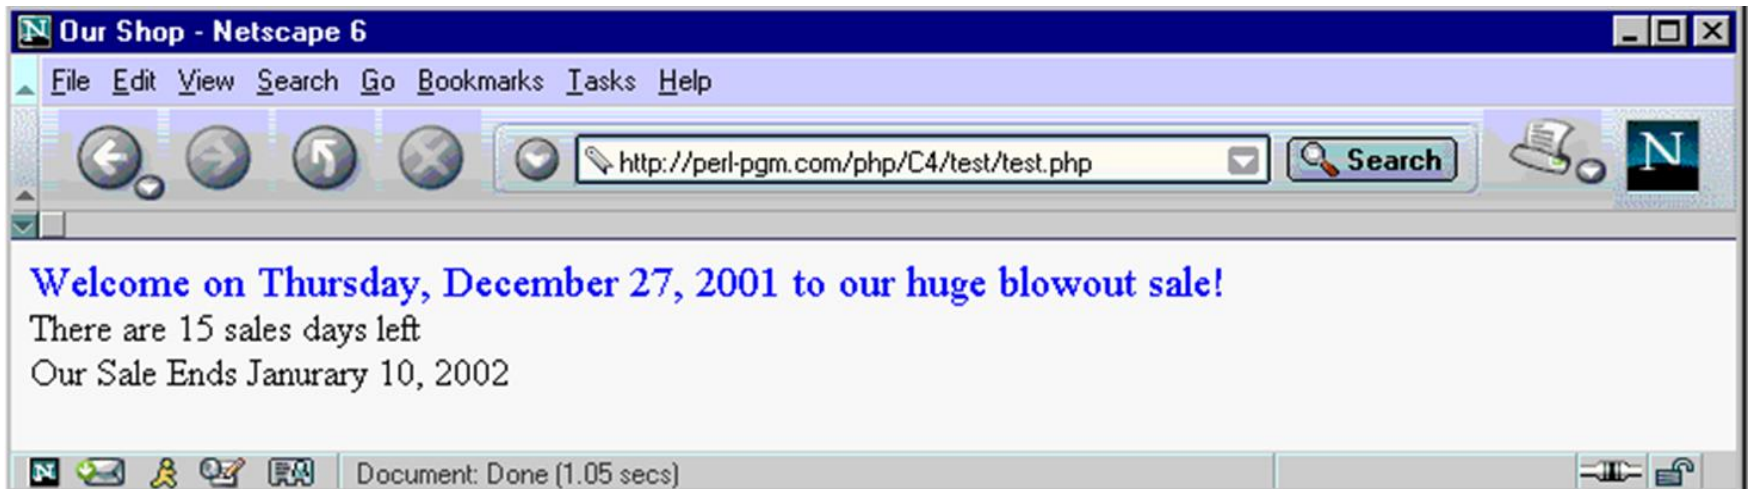 Our Shop - Netscape 6
File Edit View Search Go Bookmarks Tasks Help
http://perl-pgm.com/php/C4/test/test.php Search N
Welcome on Thursday, December 27, 2001 to our huge blowout sale!
There are 15 sales days left
Our Sale Ends Janurary 10, 2002
Document: Done (1.05 secs)